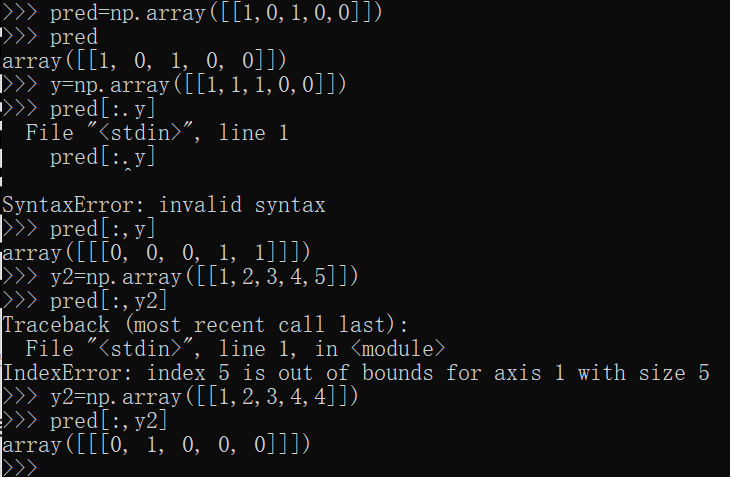 >>> pred=np.array([[1,0,1,0,0]])
>>> pred
array([[1, 0, 1, 0, 0]])
>>> y=np.array([[1,1,1,0,0]])
>>> pred[:.y]
  File "<stdin>", line 1
    pred[:.y]
          ^
SyntaxError: invalid syntax
>>> pred[:,y]
array([[[0, 0, 0, 1, 1]]])
>>> y2=np.array([[1,2,3,4,5]])
>>> pred[:,y2]
Traceback (most recent call last):
  File "<stdin>", line 1, in <module>
IndexError: index 5 is out of bounds for axis 1 with size 5
>>> y2=np.array([[1,2,3,4,4]])
>>> pred[:,y2]
array([[[0, 1, 0, 0, 0]]])
>>>